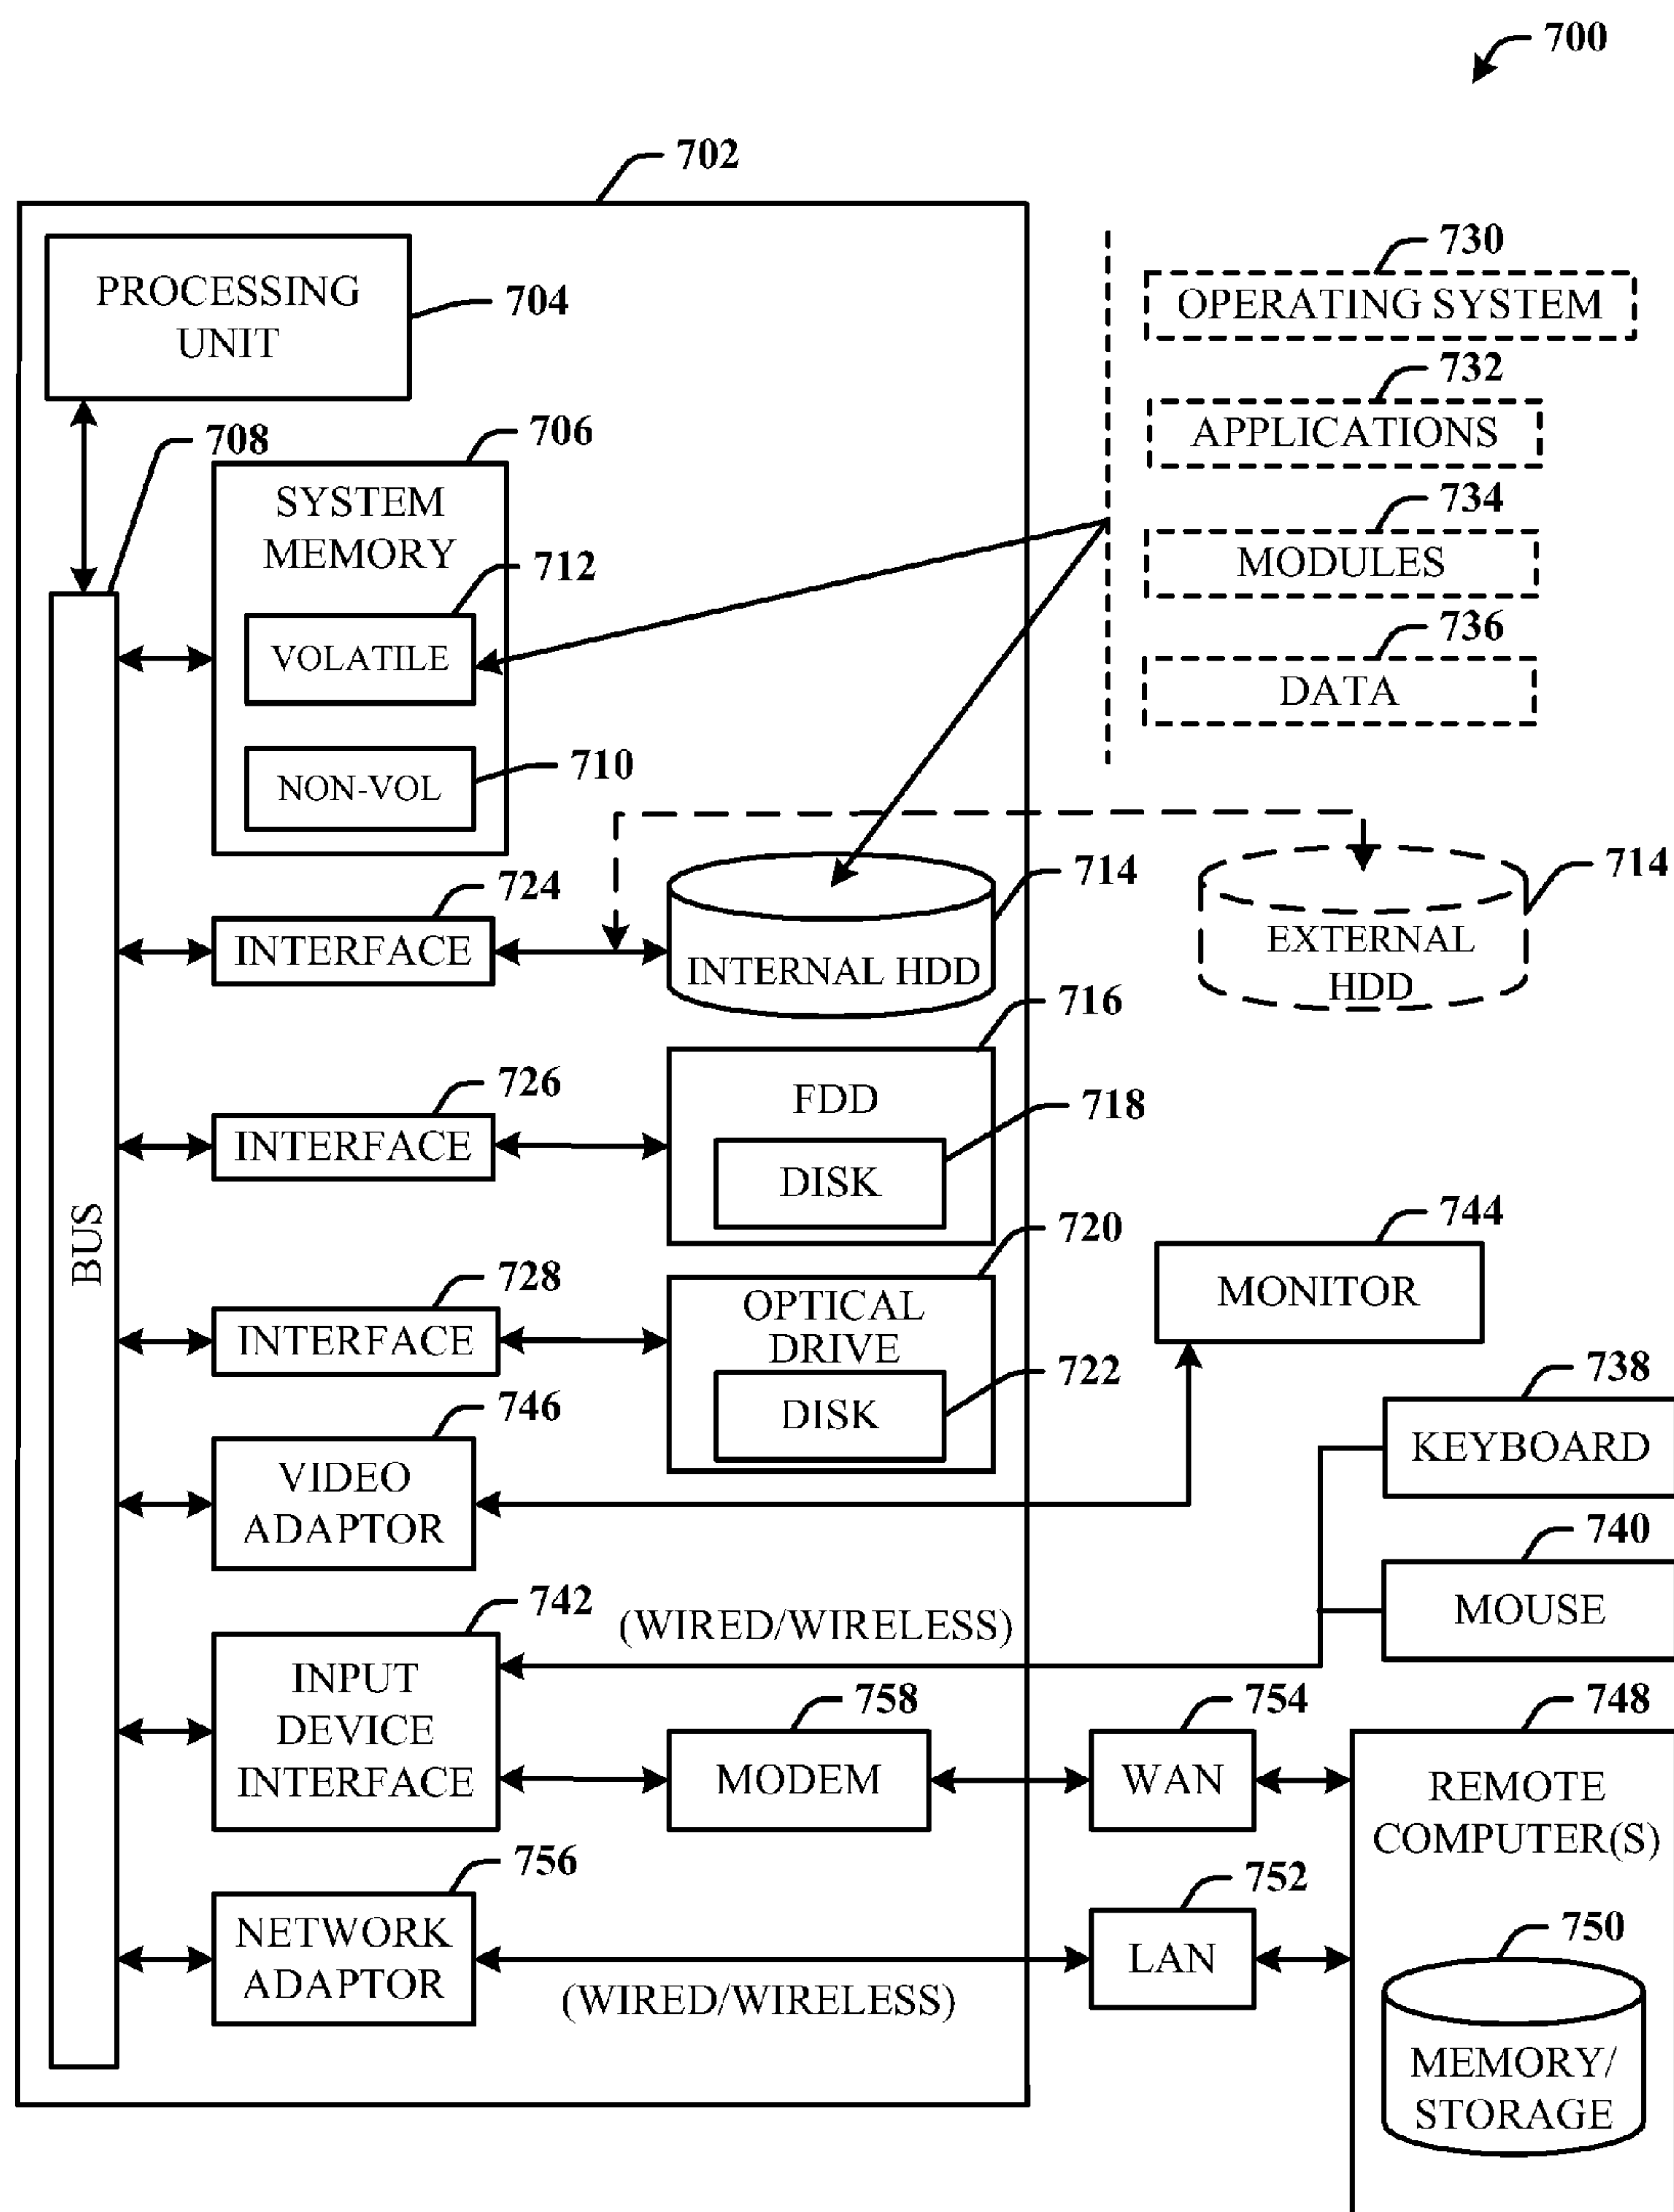 700
702
PROCESSING
UNIT
704
730
OPERATING SYSTEM
732
APPLICATIONS
734
MODULES
736
DATA
708
706
SYSTEM
MEMORY
712
VOLATILE
710
NON-VOL
BUS
724
INTERFACE
714
INTERNAL HDD
714
EXTERNAL
HDD
726
INTERFACE
716
FDD
718
DISK
728
INTERFACE
720
OPTICAL
DRIVE
722
DISK
744
MONITOR
746
VIDEO
ADAPTOR
738
KEYBOARD
740
MOUSE
742
INPUT
DEVICE
INTERFACE
(WIRED/WIRELESS)
758
MODEM
754
WAN
748
REMOTE
COMPUTER(S)
756
NETWORK
ADAPTOR
(WIRED/WIRELESS)
752
LAN
750
MEMORY/
STORAGE